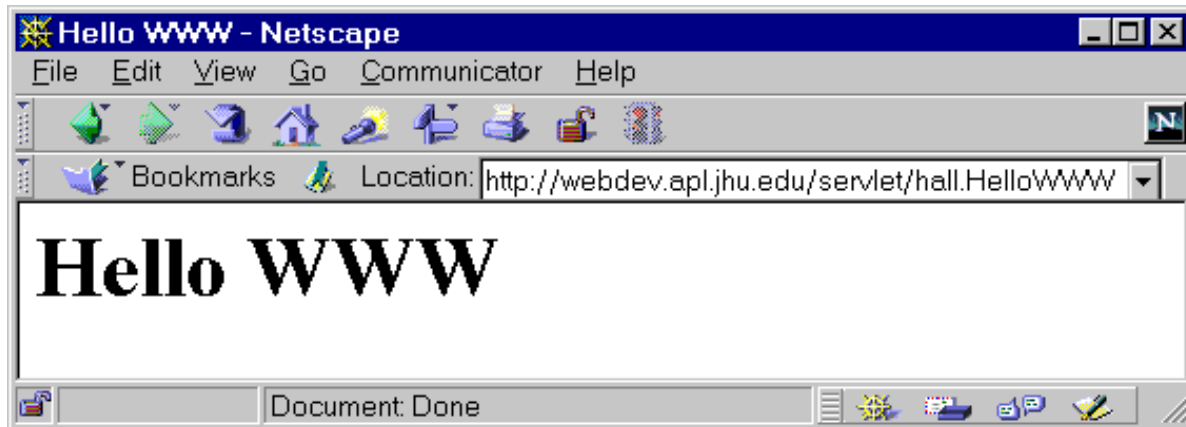 Hello WWW - Netscape
File Edit View Go Communicator Help
N
Bookmarks Location: http://webdev.apl.jhu.edu/servlet/hall.HelloWWW
Hello WWW
Document: Done